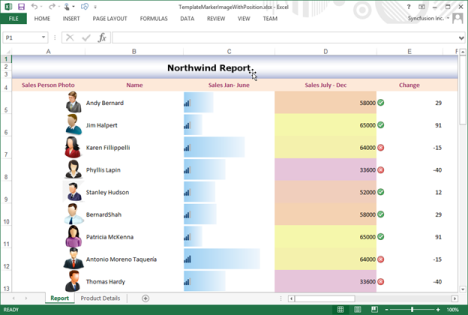 TemplateMarkerImageWithPosition.xlsx - Excel
FILE HOME INSERT PAGE LAYOUT FORMULAS DATA REVIEW VIEW TEAM Syncfusion Inc.
P1 fx
A B C D E F
1
2 Northwind Report.
3
4 Sales Person Photo Name Sales Jan- June Sales July - Dec Change
5 Andy Bernard 58000 29
6 Jim Halpert 65000 91
7 Karen Fillippelli 64000 -15
8 Phyllis Lapin 33600 -40
9 Stanley Hudson 52000 12
10 BernardShah 58000 29
11 Patricia McKenna 65000 91
12 Antonio Moreno Taquería 64000 -15
13 Thomas Hardy 33600 -40
Report Product Details
READY 100%